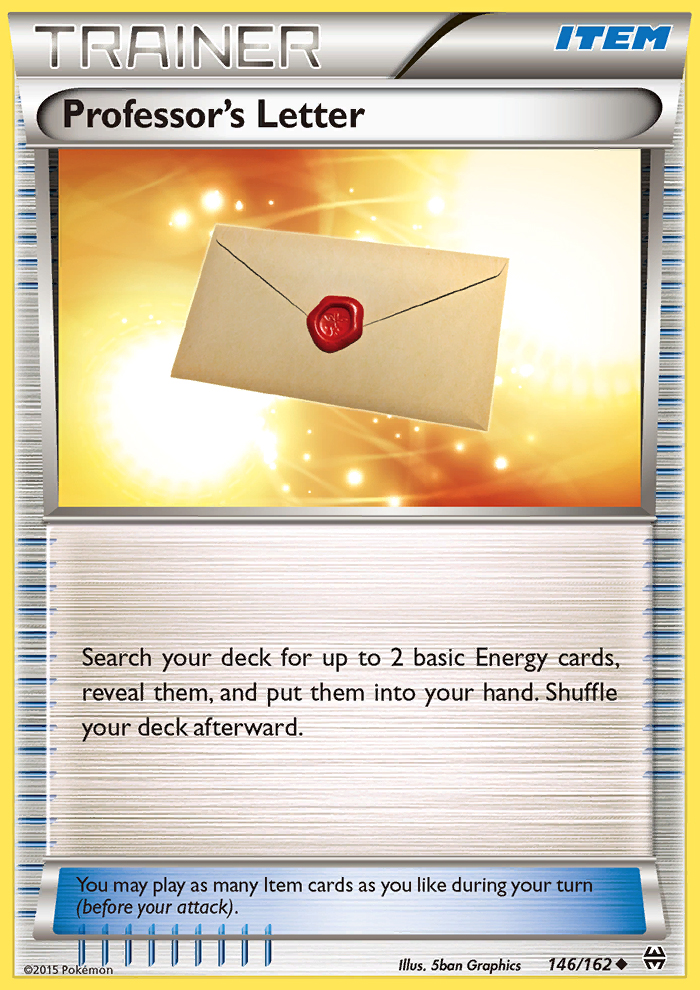 TRAINER
ITEM
Professor's Letter
Search your deck for up to 2 basic Energy cards,
reveal them, and put them into your hand. Shuffle
your deck afterward.
You may play as many Item cards as you like during your turn
(before your attack).
©2015 Pokémon
Illus. 5ban Graphics
146/162